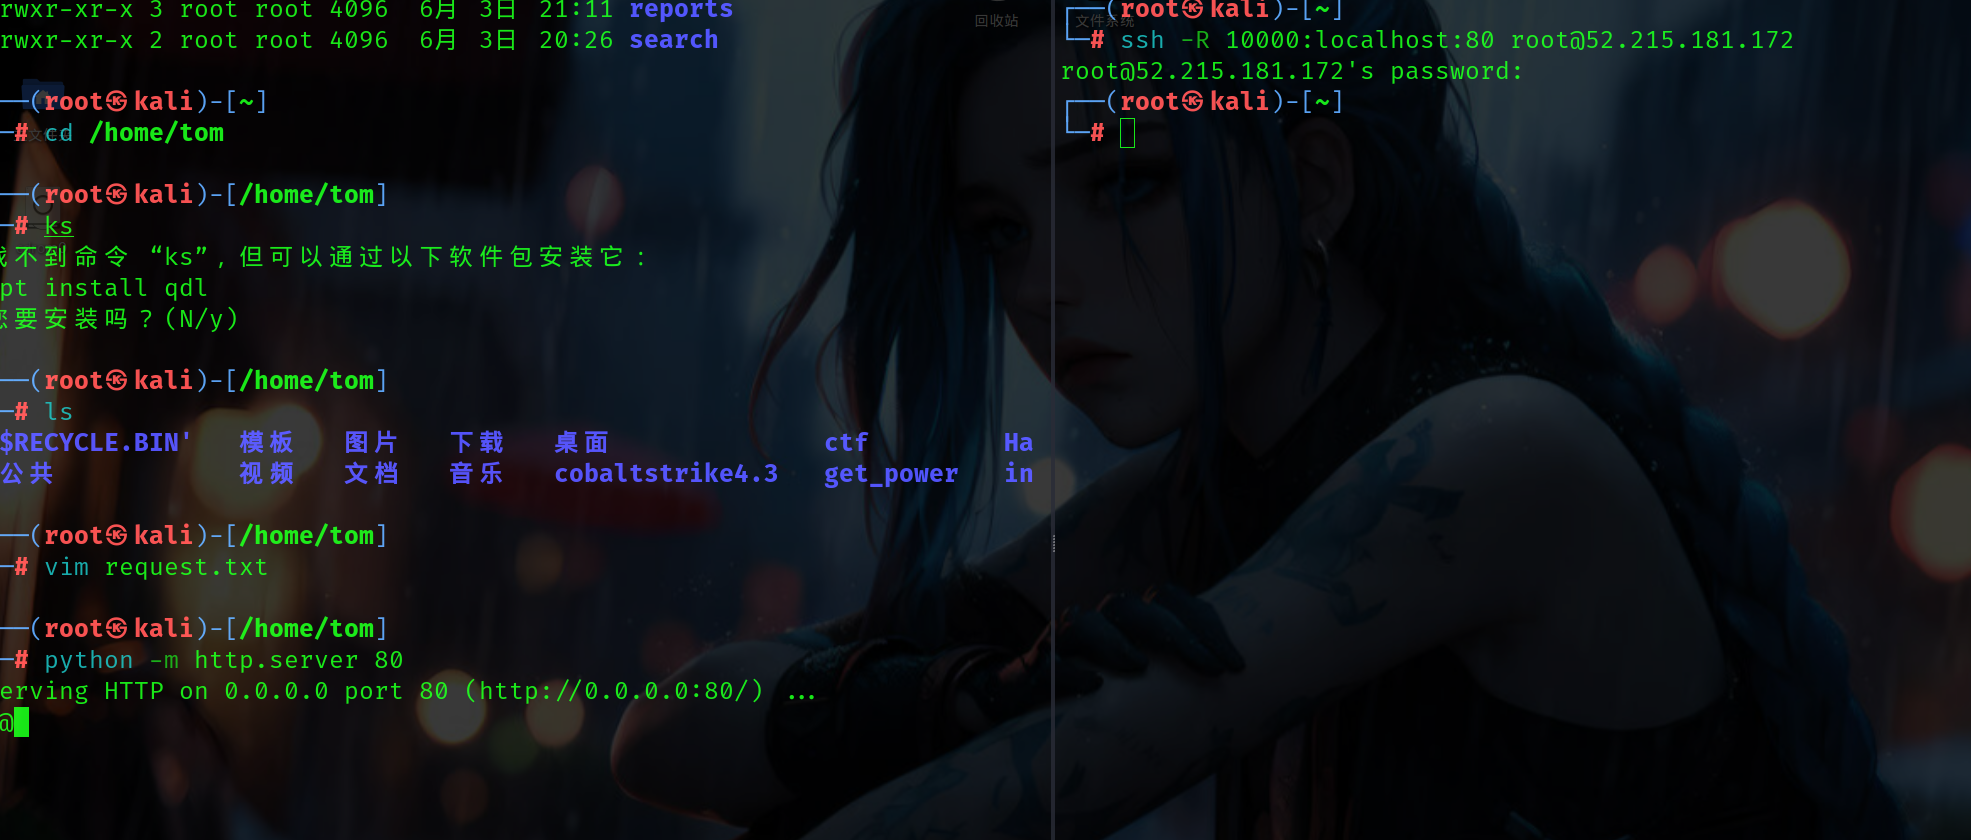 rwxr-xr-x 3 root root 4096  6月  3日 21:11 reports
rwxr-xr-x 2 root root 4096  6月  3日 20:26 search
──(root㉿kali)-[~]
─# cd /home/tom
──(root㉿kali)-[/home/tom]
─# ks
找不到命令 “ks”, 但可以通过以下软件包安装它：
pt install qdl
您要安装吗？(N/y)
──(root㉿kali)-[/home/tom]
─# ls
$RECYCLE.BIN'   模板   图片   下载   桌面   ctf   Ha
公共   视频   文档   音乐   cobaltstrike4.3   get_power   in
──(root㉿kali)-[/home/tom]
─# vim request.txt
──(root㉿kali)-[/home/tom]
─# python -m http.server 80
erving HTTP on 0.0.0.0 port 80 (http://0.0.0.0:80/) ...
@
回收站
文件系统
┌──(root㉿kali)-[~]
└─# ssh -R 10000:localhost:80 root@52.215.181.172
root@52.215.181.172's password:
┌──(root㉿kali)-[~]
└─#